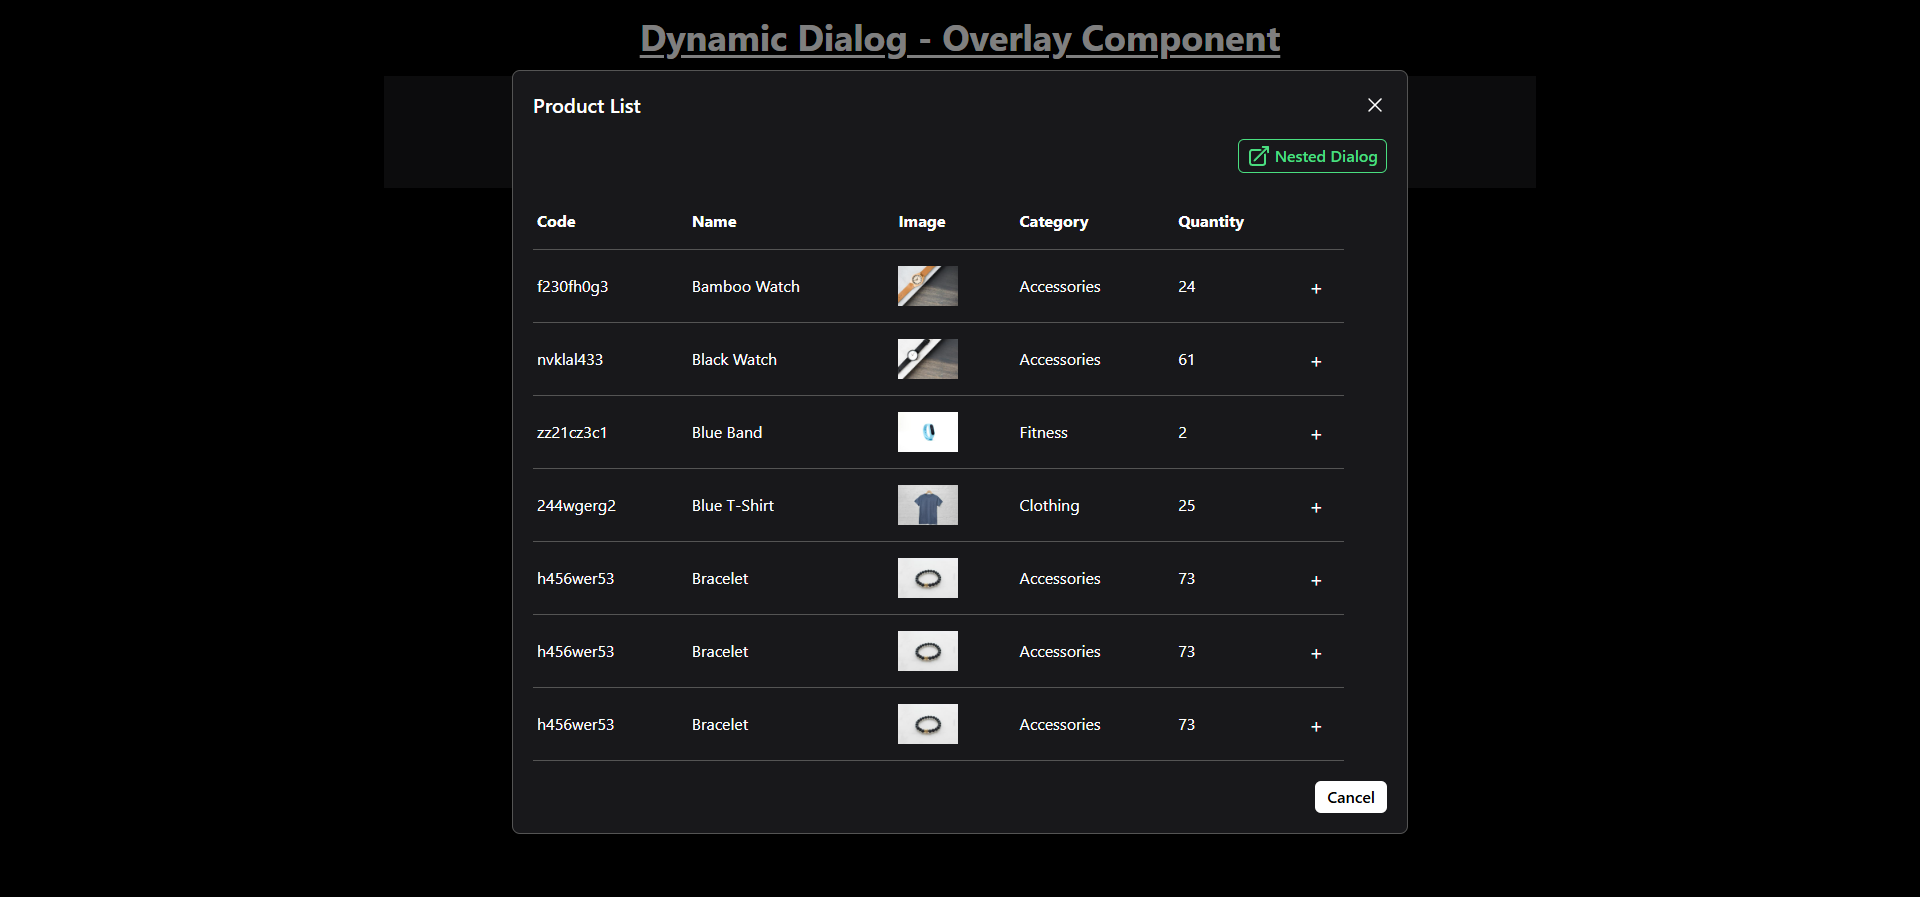 Dynamic Dialog - Overlay Component
Product List
Nested Dialog
Code Name Image Category Quantity
f230fh0g3 Bamboo Watch Accessories 24 +
nvklal433 Black Watch Accessories 61 +
zz21cz3c1 Blue Band Fitness 2 +
244wgerg2 Blue T-Shirt Clothing 25 +
h456wer53 Bracelet Accessories 73 +
h456wer53 Bracelet Accessories 73 +
h456wer53 Bracelet Accessories 73 +
Cancel